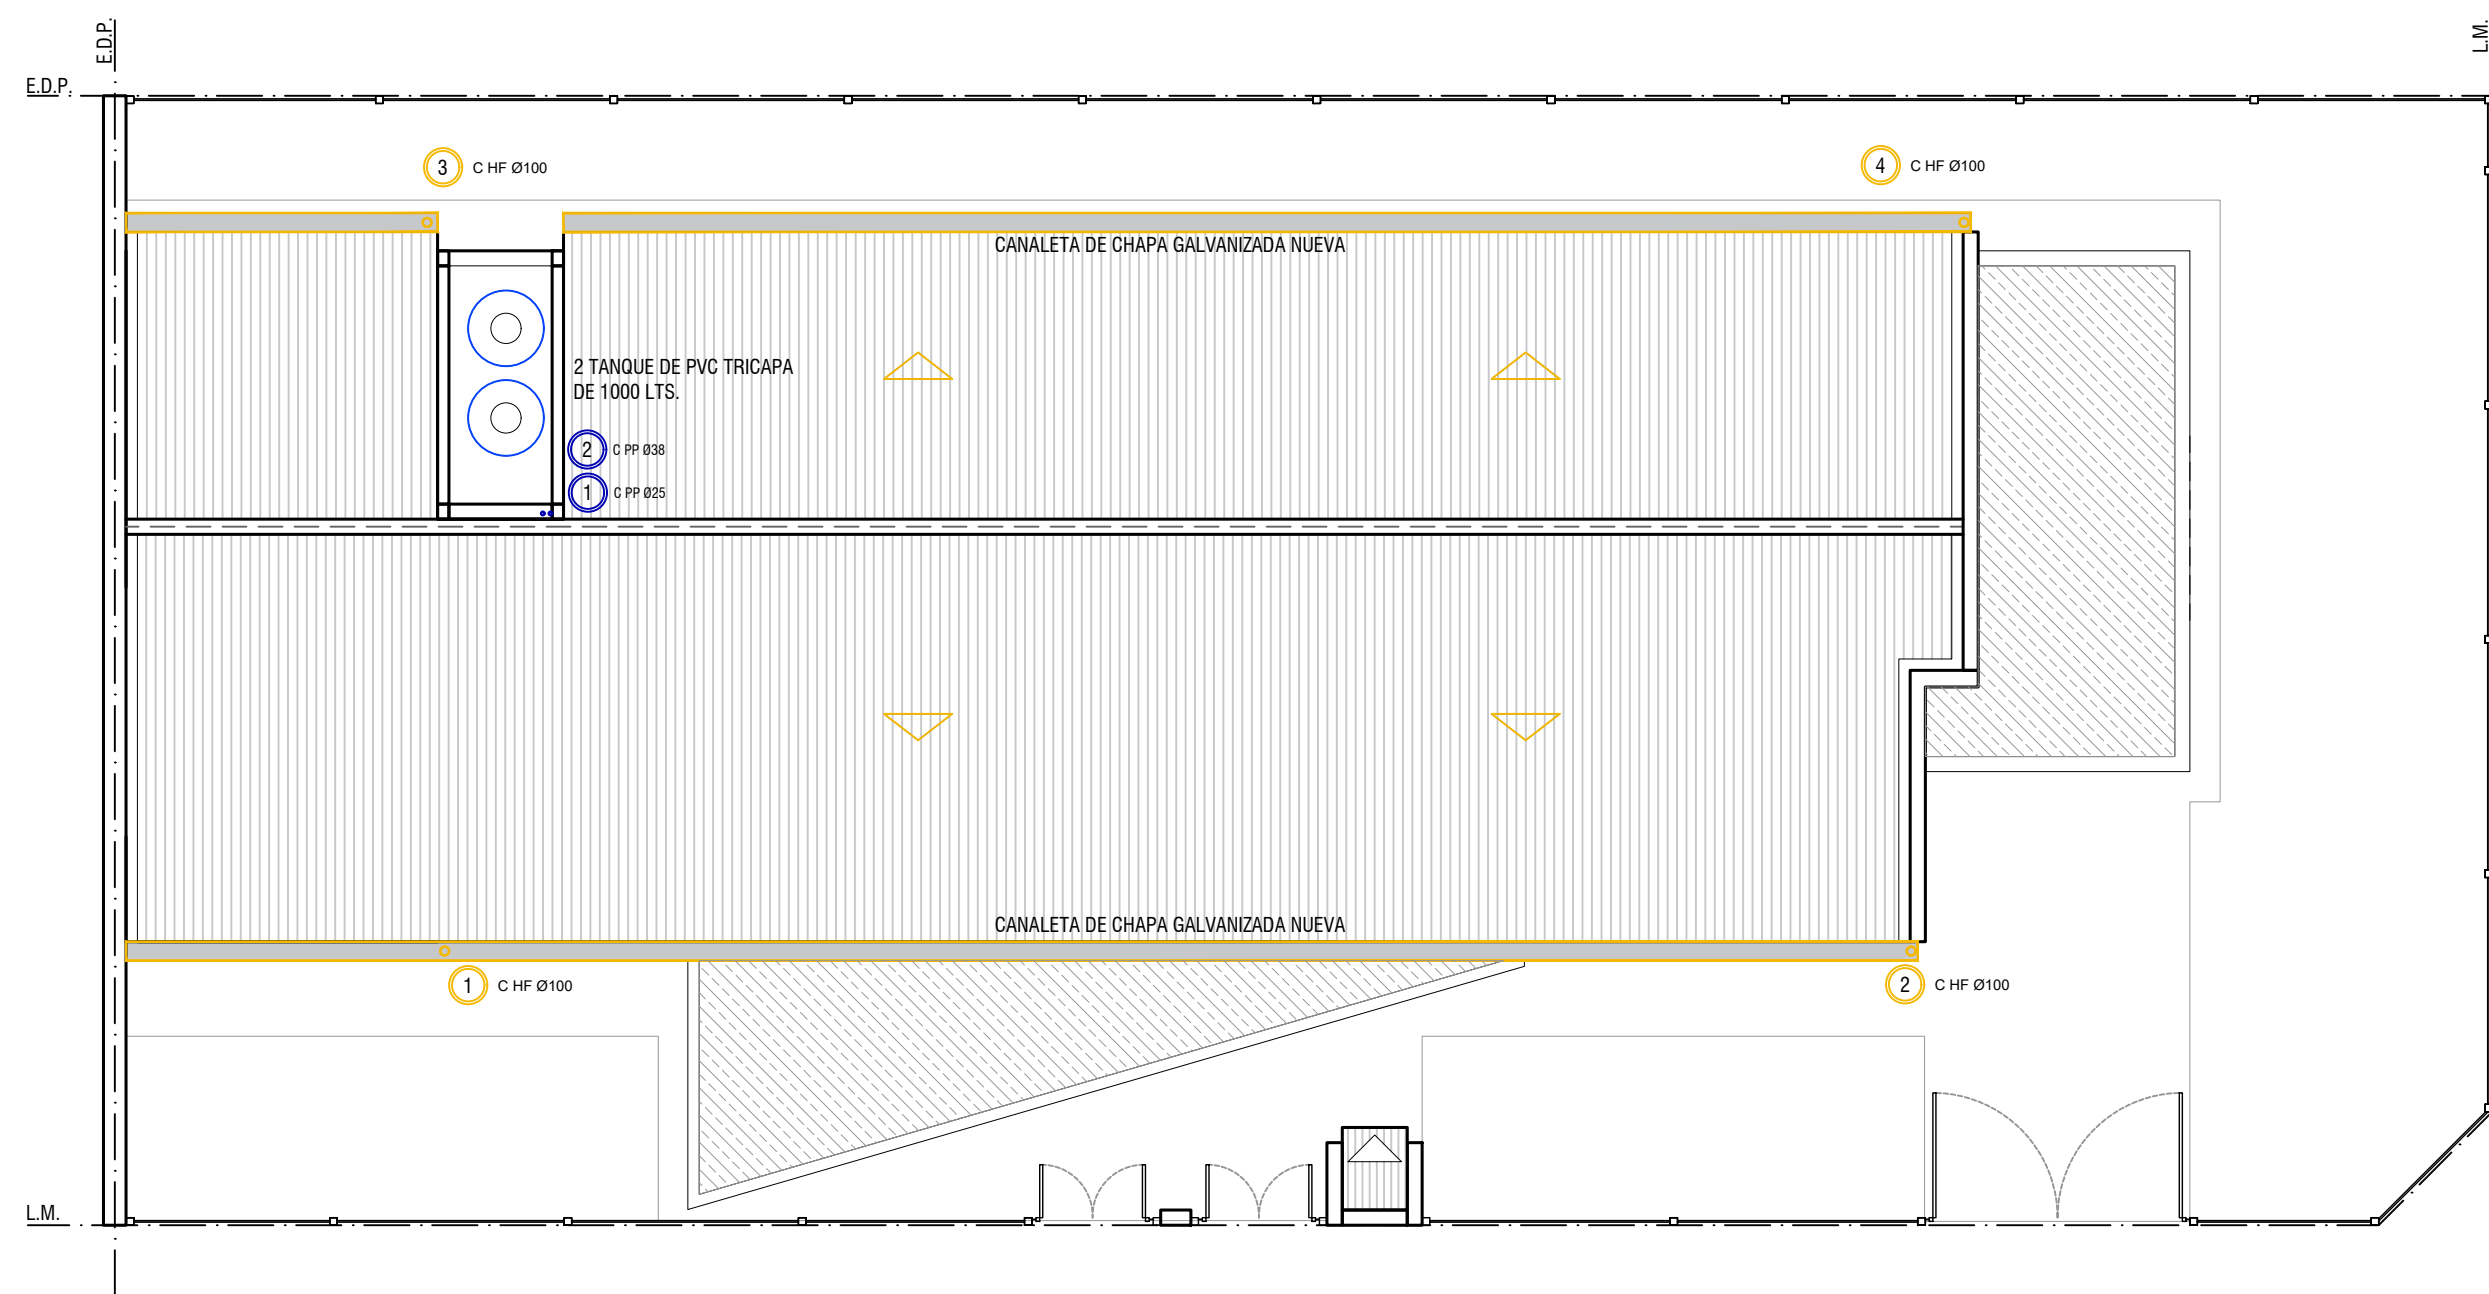 E.D.P.
L.M.
E.D.P.
3 C HF Ø100
4 C HF Ø100
CANALETA DE CHAPA GALVANIZADA NUEVA
2 TANQUE DE PVC TRICAPA
DE 1000 LTS.
2 C PP Ø38
1 C PP Ø25
CANALETA DE CHAPA GALVANIZADA NUEVA
1 C HF Ø100
2 C HF Ø100
L.M.